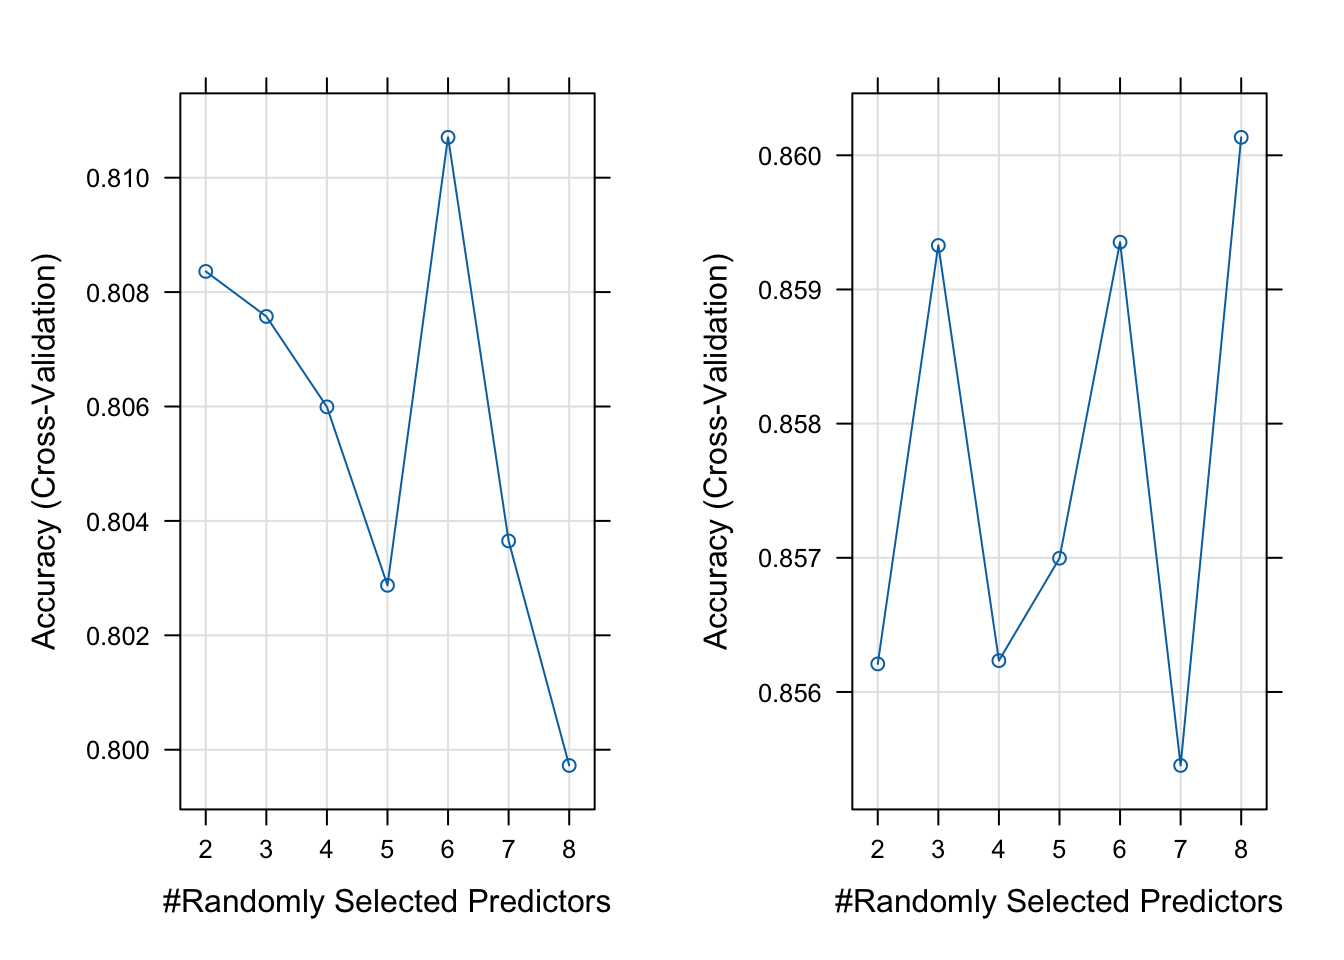 0.810
0.808
0.806
0.804
0.802
0.800
Accuracy (Cross-Validation)
2 3 4 5 6 7 8
#Randomly Selected Predictors
0.860
0.859
0.858
0.857
0.856
Accuracy (Cross-Validation)
2 3 4 5 6 7 8
#Randomly Selected Predictors